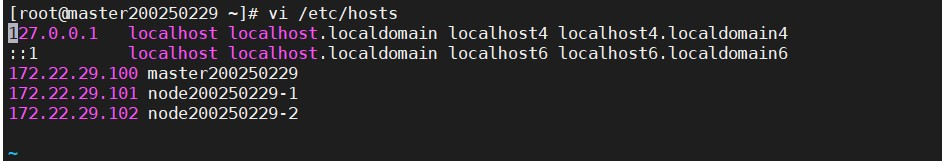 [root@master200250229 ~]# vi /etc/hosts
127.0.0.1   localhost localhost.localdomain localhost4 localhost4.localdomain4
::1         localhost localhost.localdomain localhost6 localhost6.localdomain6
172.22.29.100 master200250229
172.22.29.101 node200250229-1
172.22.29.102 node200250229-2
~